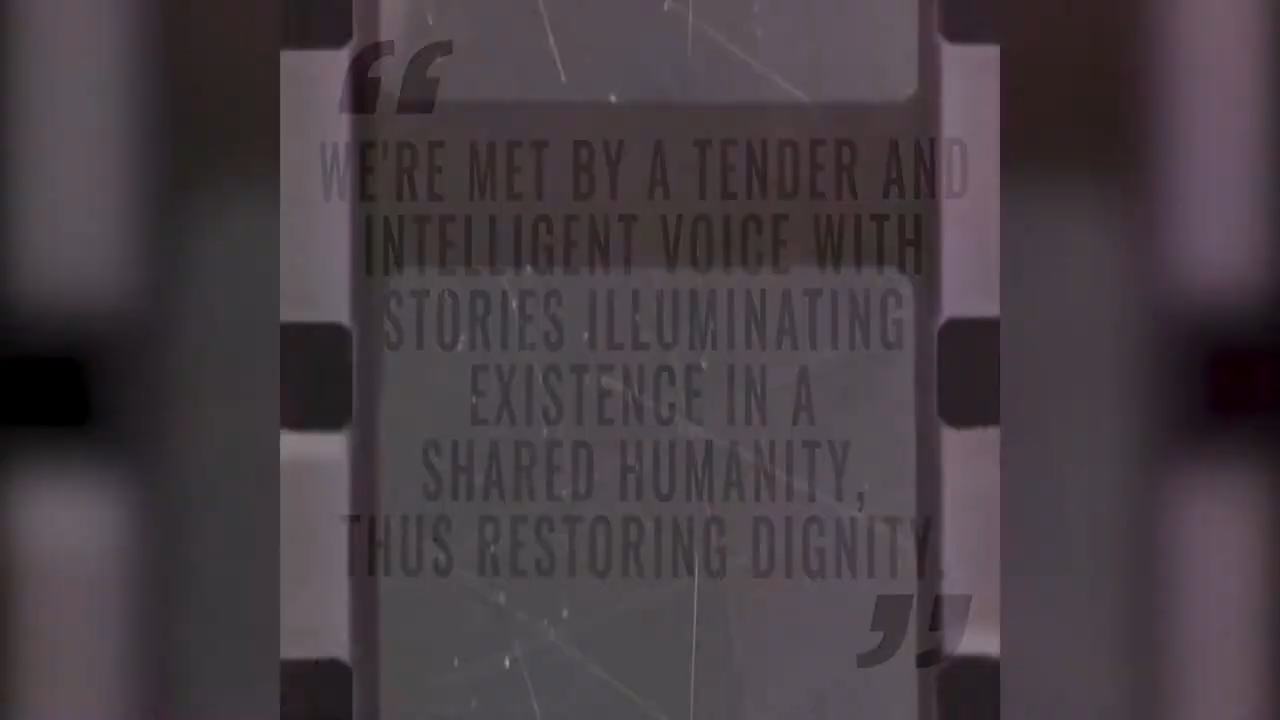 “
WE'RE MET BY A TENDER AND
INTELLIGENT VOICE WITH
STORIES ILLUMINATING
EXISTENCE IN A
SHARED HUMANITY,
THUS RESTORING DIGNITY.
”